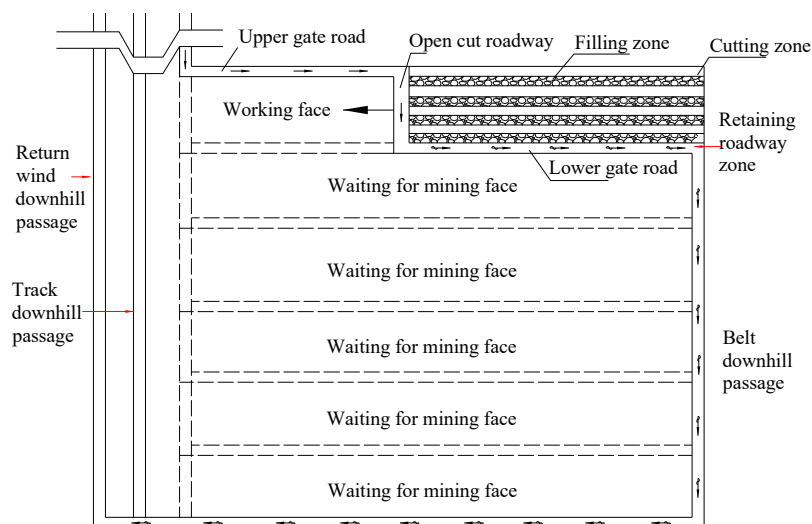 Upper gate road
Open cut roadway
Filling zone
Cutting zone
Working face
Retaining
roadway
zone
Return
wind
downhill
passage
Lower gate road
Waiting for mining face
Waiting for mining face
Track
downhill
passage
Waiting for mining face
Belt
downhill
passage
Waiting for mining face
Waiting for mining face